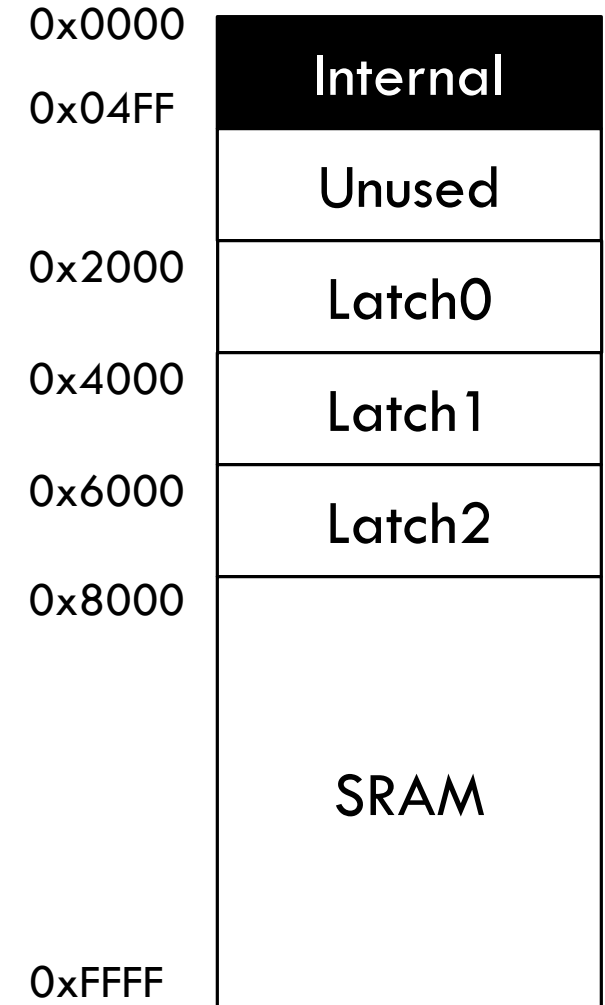 0x0000
Internal
0x04FF
Unused
0x2000
Latch0
0x4000
Latch1
0x6000
Latch2
0x8000
SRAM
0xFFFF